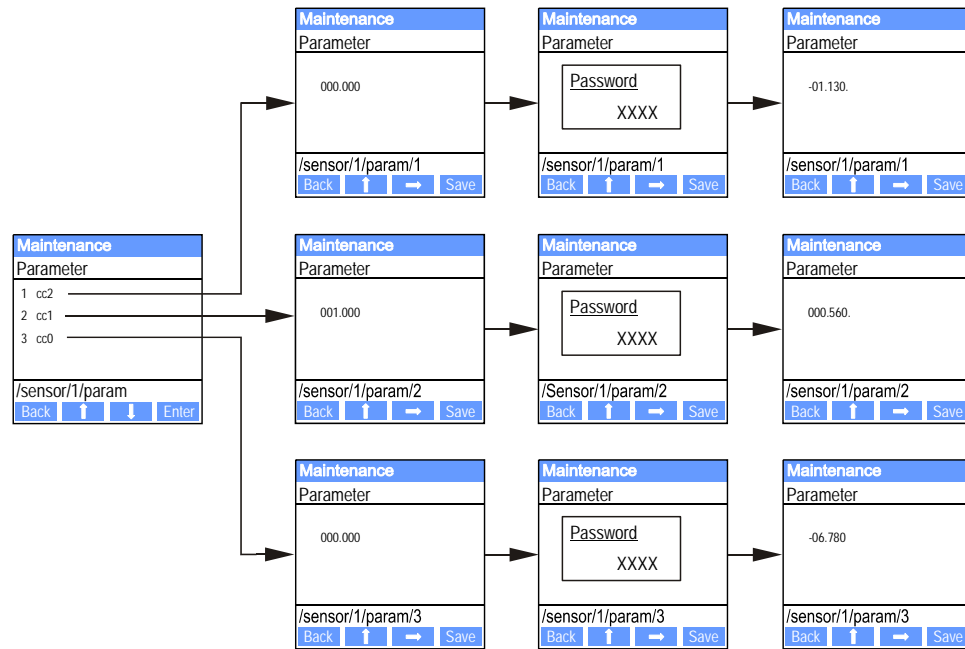 Maintenance
Parameter
000.000
/sensor/1/param/1
Back Save
Maintenance
Parameter
Password
XXXX
/sensor/1/param/1
Back Save
Maintenance
Parameter
-01.130.
/sensor/1/param/1
Back Save
Maintenance
Parameter
1 cc2
2 cc1
3 cc0
/sensor/1/param
Back Enter
Maintenance
Parameter
001.000
/sensor/1/param/2
Back Save
Maintenance
Parameter
Password
XXXX
/Sensor/1/param/2
Back Save
Maintenance
Parameter
000.560.
/sensor/1/param/2
Back Save
Maintenance
Parameter
000.000
/sensor/1/param/3
Back Save
Maintenance
Parameter
Password
XXXX
/sensor/1/param/3
Back Save
Maintenance
Parameter
-06.780
/sensor/1/param/3
Back Save